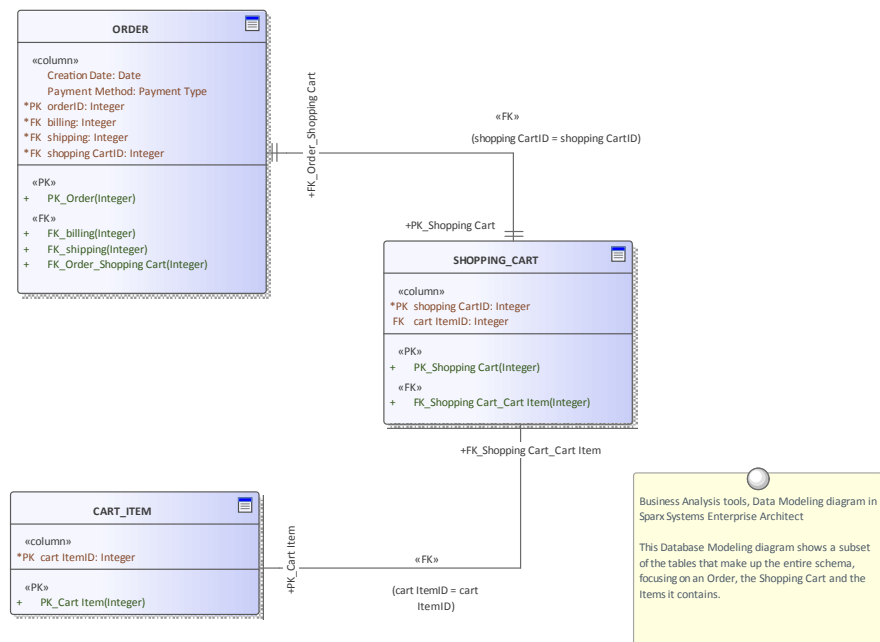 ORDER
«column»
Creation Date: Date
Payment Method: Payment Type
*PK orderID: Integer
*FK billing: Integer
*FK shipping: Integer
*FK shopping CartID: Integer
«PK»
+ PK_Order(Integer)
«FK»
+ FK_billing(Integer)
+ FK_shipping(Integer)
+ FK_Order_Shopping Cart(Integer)
+FK_Order_Shopping Cart
«FK»
(shopping CartID = shopping CartID)
+PK_Shopping Cart
SHOPPING_CART
«column»
*PK shopping CartID: Integer
FK cart ItemID: Integer
«PK»
+ PK_Shopping Cart(Integer)
«FK»
+ FK_Shopping Cart_Cart Item(Integer)
+FK_Shopping Cart_Cart Item
CART_ITEM
«column»
*PK cart ItemID: Integer
«PK»
+ PK_Cart Item(Integer)
+PK_Cart Item
«FK»
(cart ItemID = cart
ItemID)
Business Analysis tools, Data Modeling diagram in
Sparx Systems Enterprise Architect
This Database Modeling diagram shows a subset
of the tables that make up the entire schema,
focusing on an Order, the Shopping Cart and the
Items it contains.